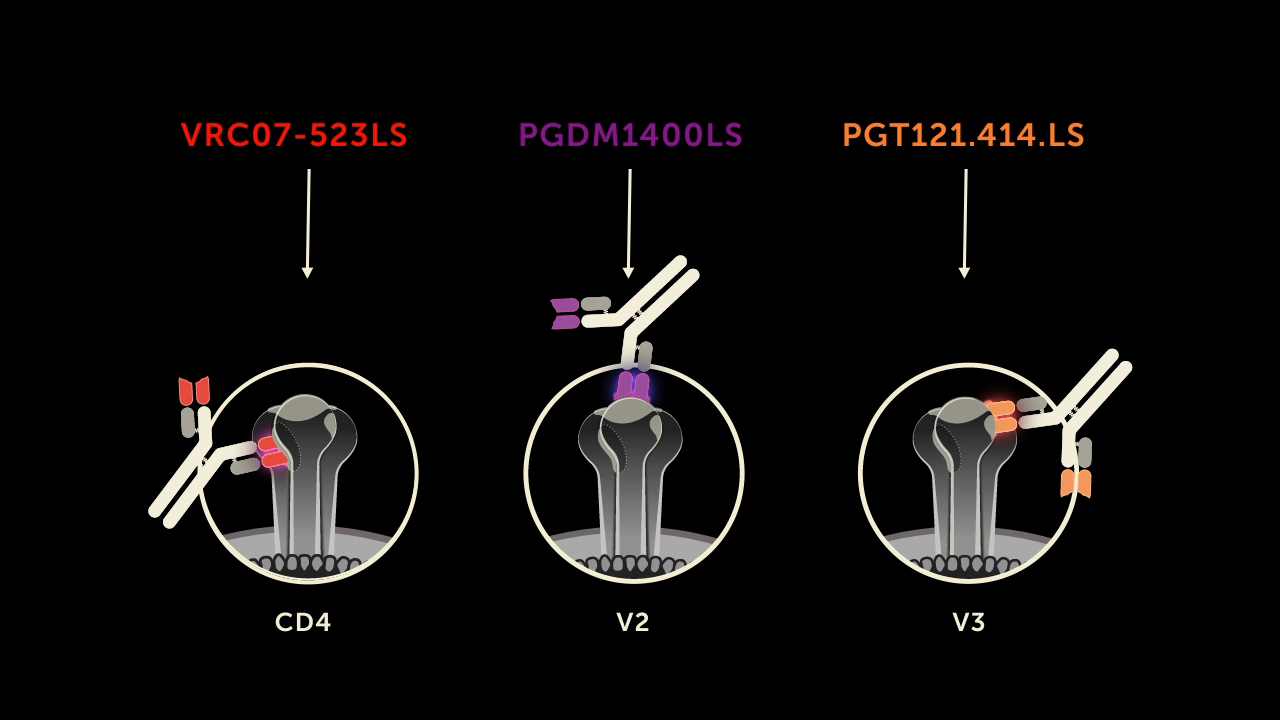 VRC07-523LS
PGDM1400LS
PGT121.414.LS
CD4
V2
V3